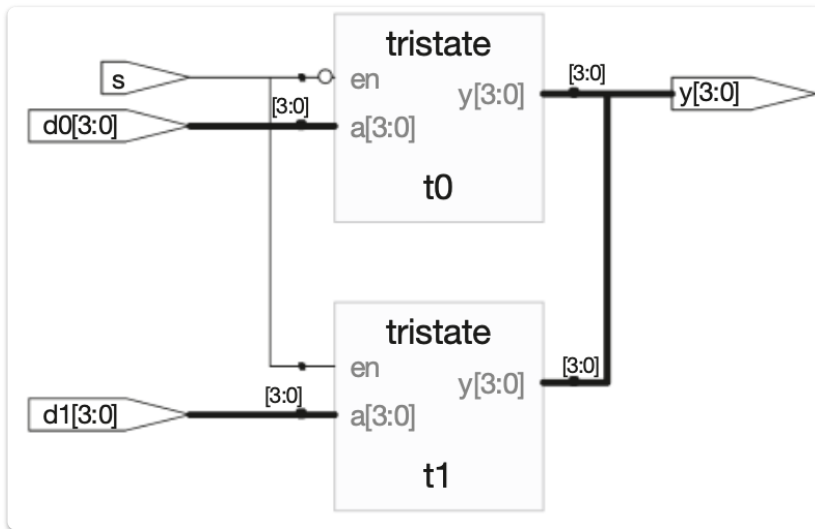 tristate
s
en
[3:0]
y[3:0]
[3:0]
y[3:0]
d0[3:0]
a[3:0]
t0
tristate
en
[3:0]
y[3:0]
[3:0]
d1[3:0]
a[3:0]
t1